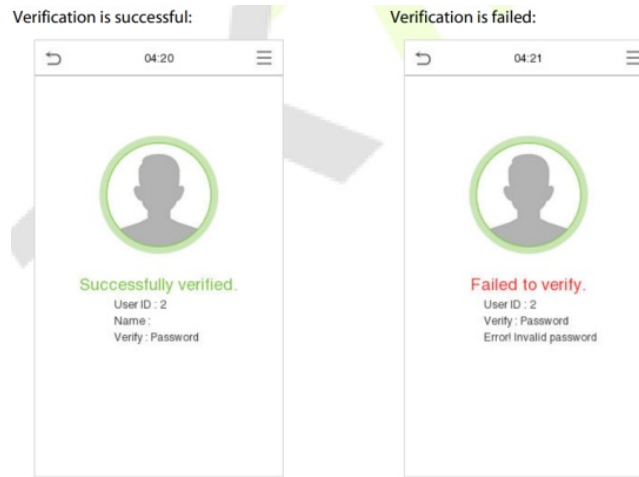 Verification is successful:
04:20
Successfully verified.
User ID : 2
Name :
Verify : Password
Verification is failed:
04:21
Failed to verify.
User ID : 2
Verify : Password
Error! Invalid password